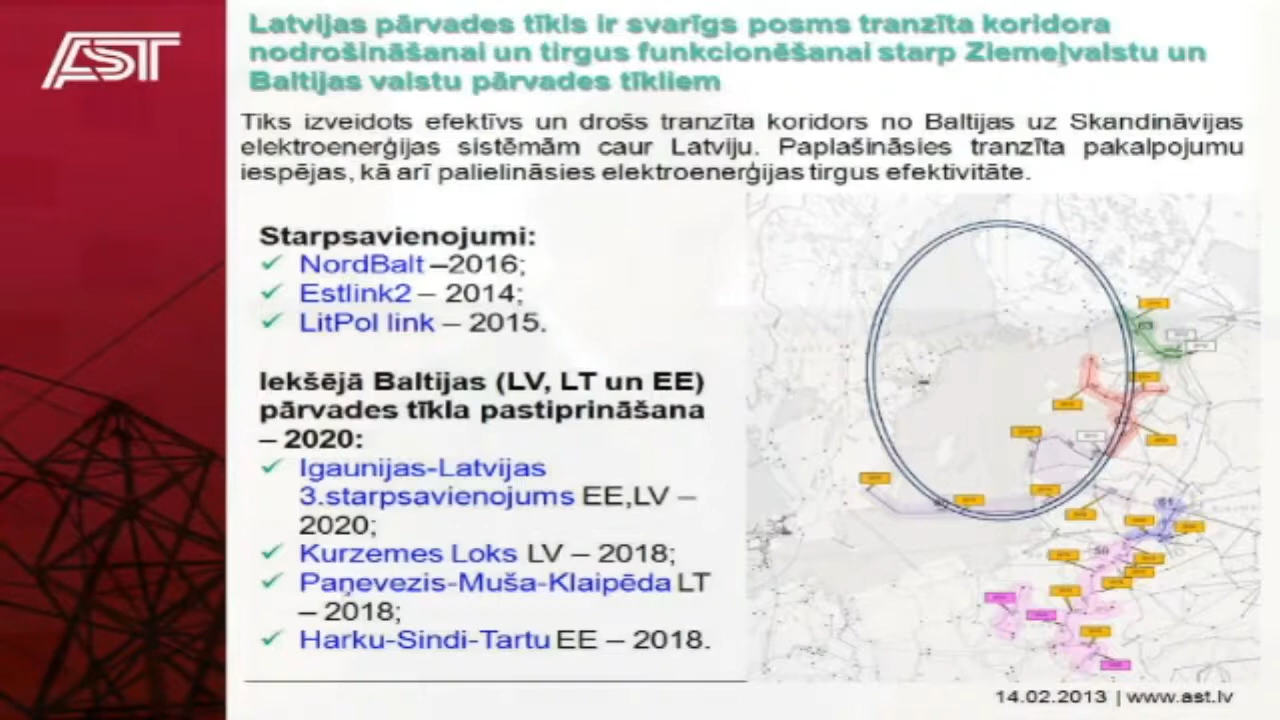 AST
Latvijas pārvades tīkls ir svarīgs posms tranzīta koridora
nodrošināšanai un tirgus funkcionēšanai starp Ziemeļvalstu un
Baltijas valstu pārvades tīkliem
Tiks izveidots efektīvs un drošs tranzīta koridors no Baltijas uz Skandināvijas
elektroenerģijas sistēmām caur Latviju. Paplašināsies tranzīta pakalpojumu
iespējas, kā arī palielināsies elektroenerģijas tirgus efektivitāte.
Starpsavienojumi:
✓ NordBalt –2016;
✓ Estlink2 – 2014;
✓ LitPol link – 2015.
Iekšējā Baltijas (LV, LT un EE)
pārvades tīkla pastiprināšana
– 2020:
✓ Igaunijas-Latvijas
3.starpsavienojums EE,LV –
2020;
✓ Kurzemes Loks LV – 2018;
✓ Paņevezis-Muša-Klaipēda LT
– 2018;
✓ Harku-Sindi-Tartu EE – 2018.
14.02.2013 | www.ast.lv